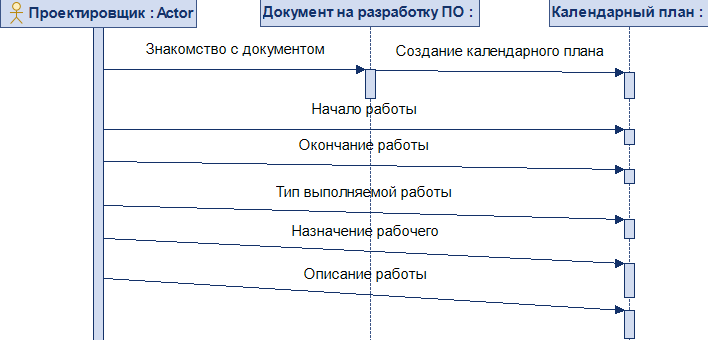 Проектировщик : Actor
Документ на разработку ПО :
Календарный план :
Знакомство с документом
Создание календарного плана
Начало работы
Окончание работы
Тип выполняемой работы
Назначение рабочего
Описание работы